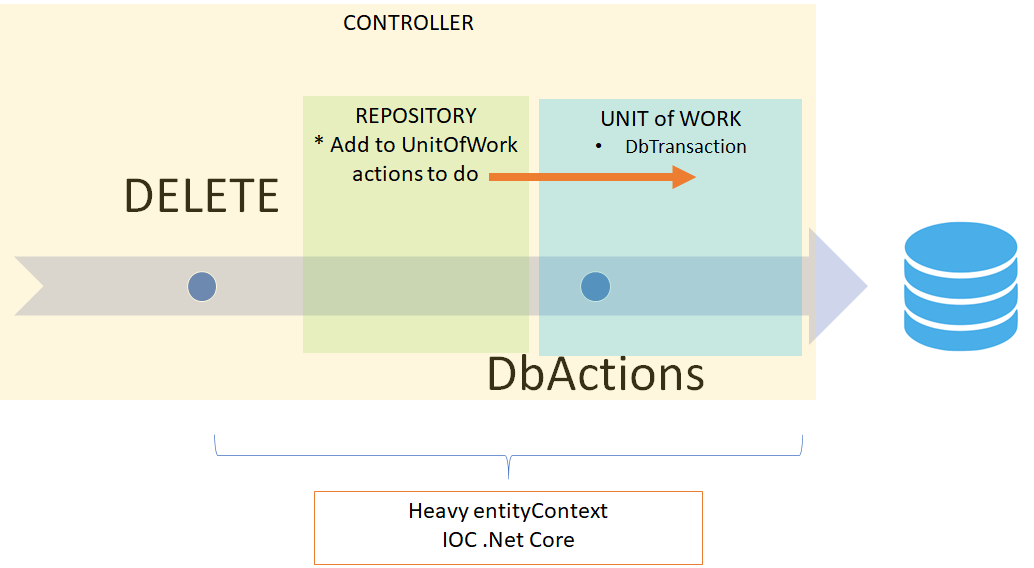 CONTROLLER
REPOSITORY
* Add to UnitOfWork
actions to do
UNIT of WORK
• DbTransaction
DELETE
DbActions
Heavy entityContext
IOC .Net Core